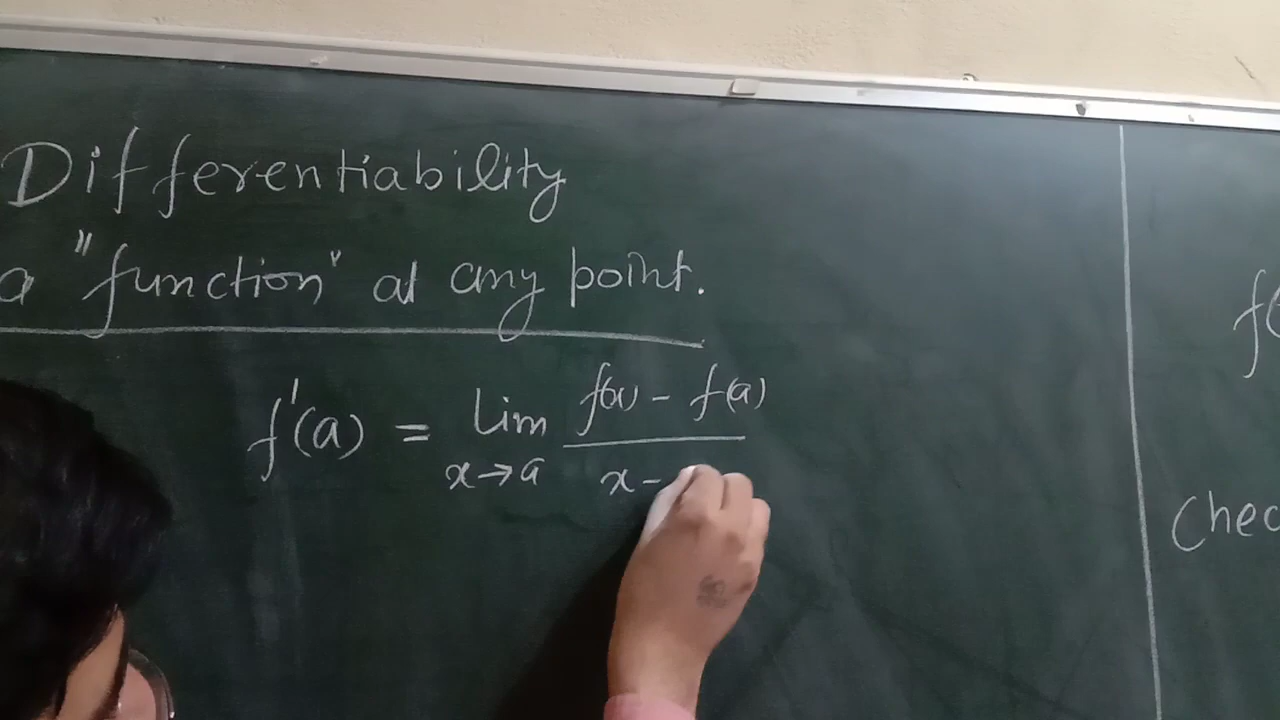 Differentiability
a "function" at any point.
f'(a) = lim f(x) - f(a)
x→a x-
f(
Chec